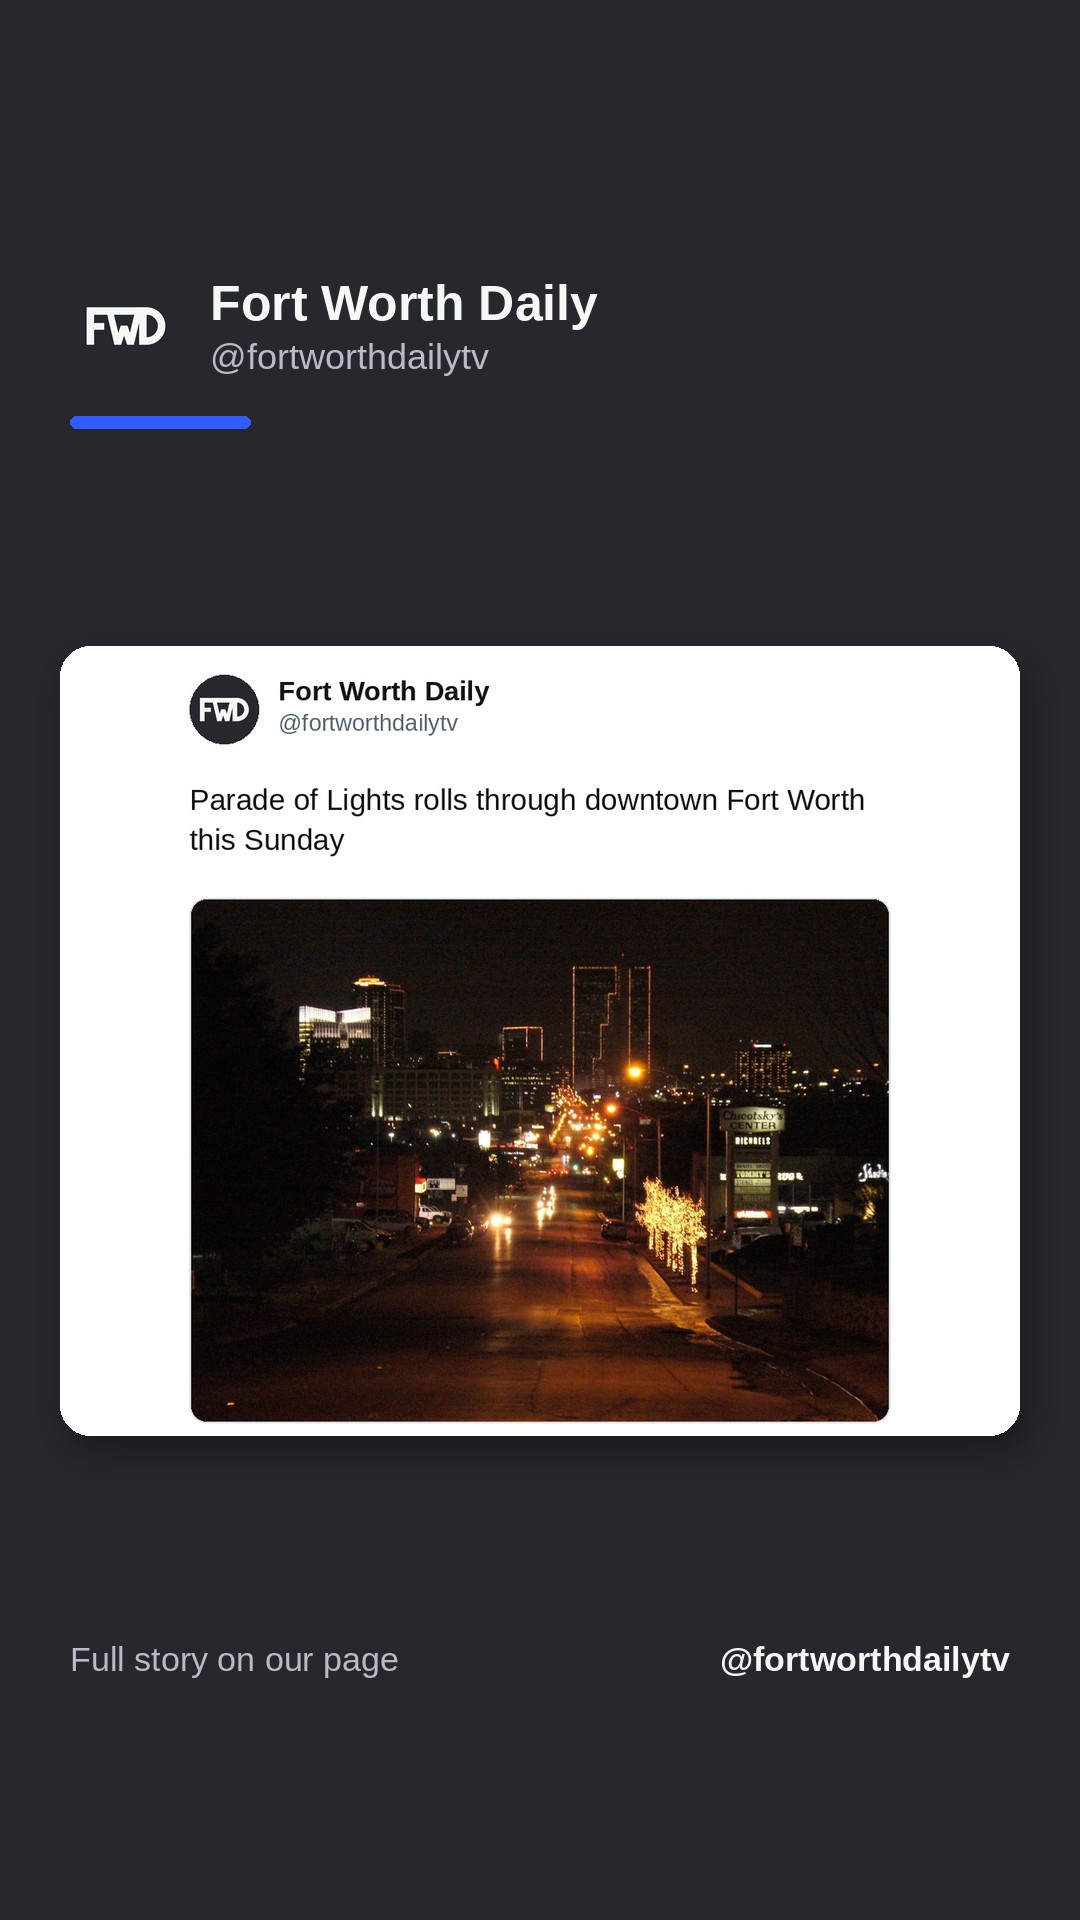 FWD
Fort Worth Daily
@fortworthdailytv
FWD
Fort Worth Daily
@fortworthdailytv
Parade of Lights rolls through downtown Fort Worth
this Sunday
CENTER
MICHAELS
TOMMY'S
Full story on our page
@fortworthdailytv